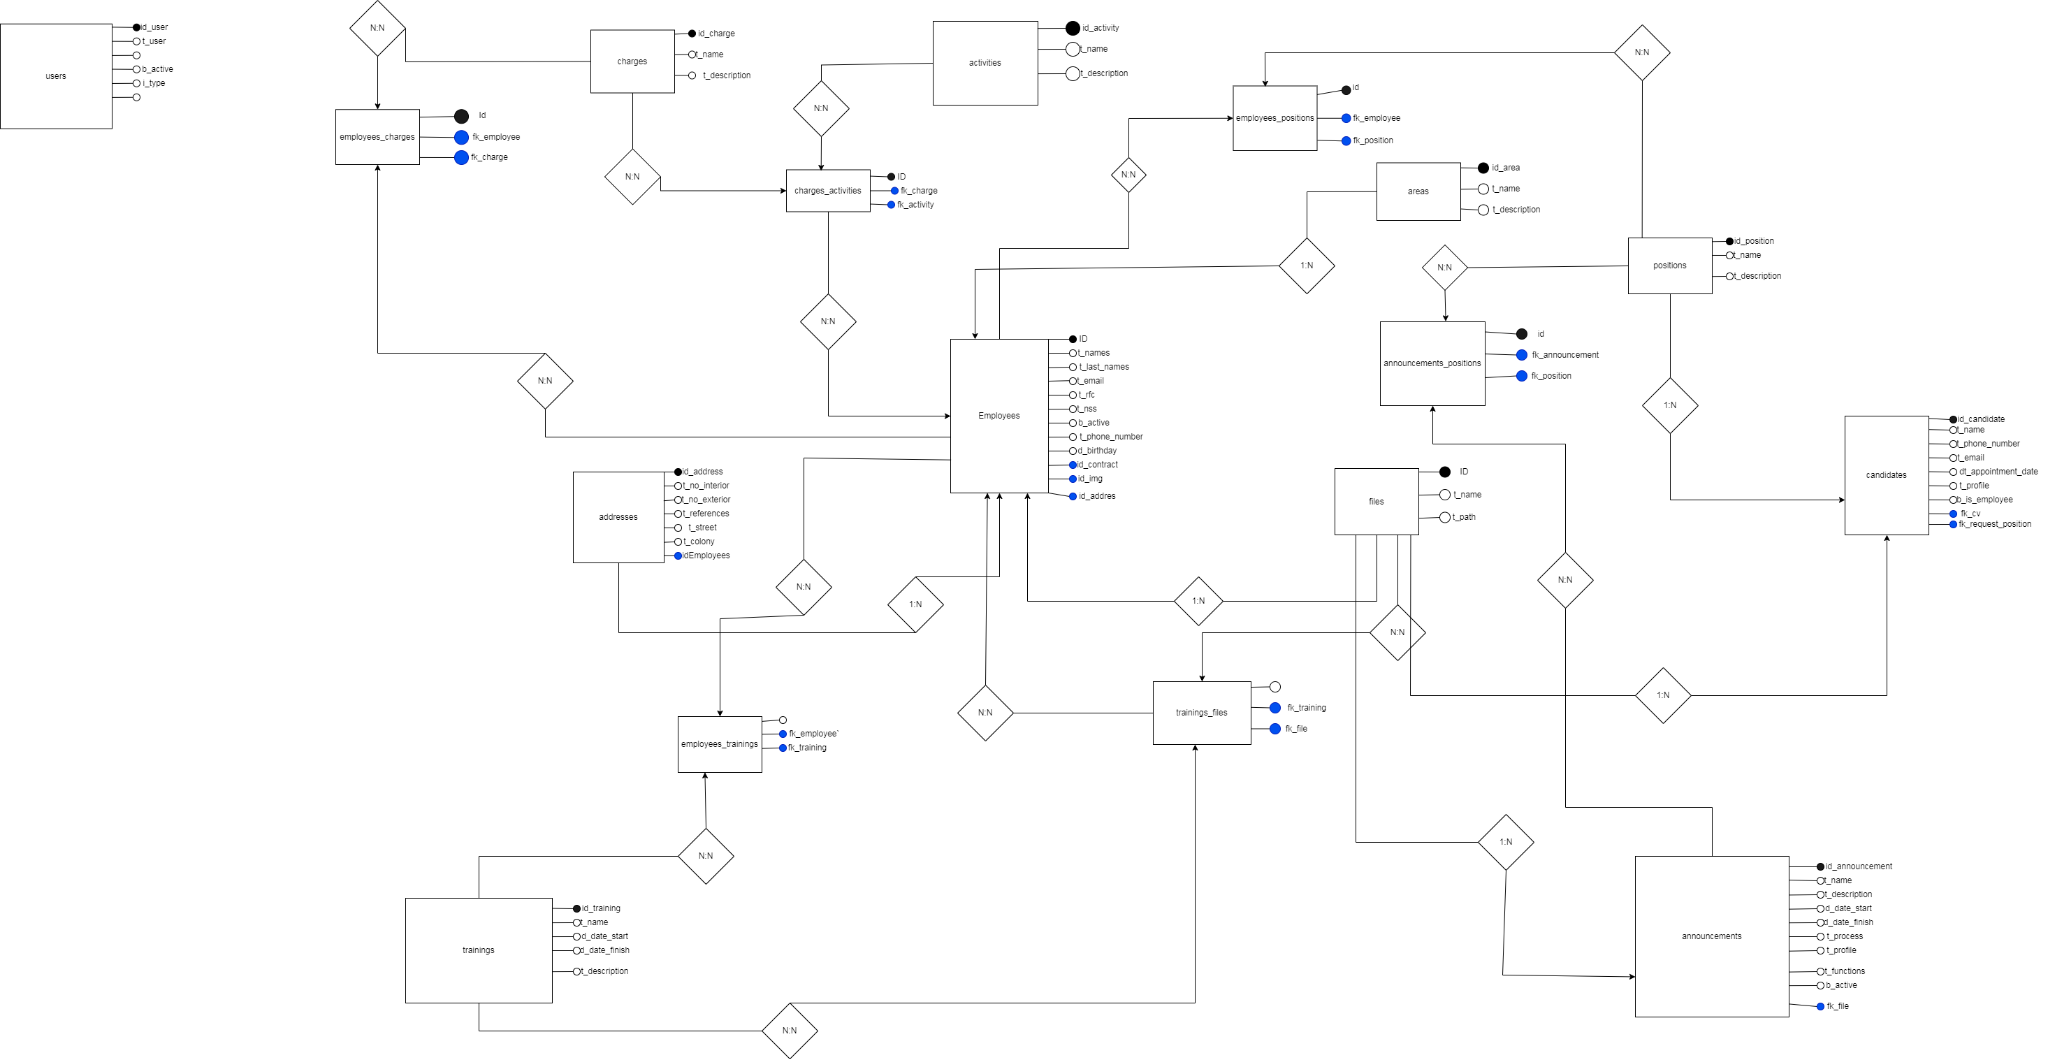 users
id_user
t_user
b_active
i_type
N:N
charges
id_charge
t_name
t_description
employees_charges
Id
fk_employee
fk_charge
N:N
activities
id_activity
t_name
t_description
N:N
charges_activities
ID
fk_charge
fk_activity
N:N
N:N
employees_positions
id
fk_employee
fk_position
N:N
N:N
areas
id_area
t_name
t_description
1:N
positions
id_position
t_name
t_description
N:N
announcements_positions
id
fk_announcement
fk_position
1:N
N:N
Employees
ID
t_names
t_last_names
t_email
t_rfc
t_nss
b_active
t_phone_number
d_birthday
id_contract
id_img
id_addres
candidates
id_candidate
t_name
t_phone_number
t_email
dt_appointment_date
t_profile
b_is_employee
fk_cv
fk_request_position
addresses
id_address
t_no_interior
t_no_exterior
t_references
t_street
t_colony
idEmployees
files
ID
t_name
t_path
N:N
1:N
1:N
N:N
N:N
1:N
N:N
trainings_files
fk_training
fk_file
employees_trainings
fk_employee`
fk_training
N:N
1:N
trainings
id_training
t_name
d_date_start
d_date_finish
t_description
N:N
announcements
id_announcement
t_name
t_description
d_date_start
d_date_finish
t_process
t_profile
t_functions
b_active
fk_file